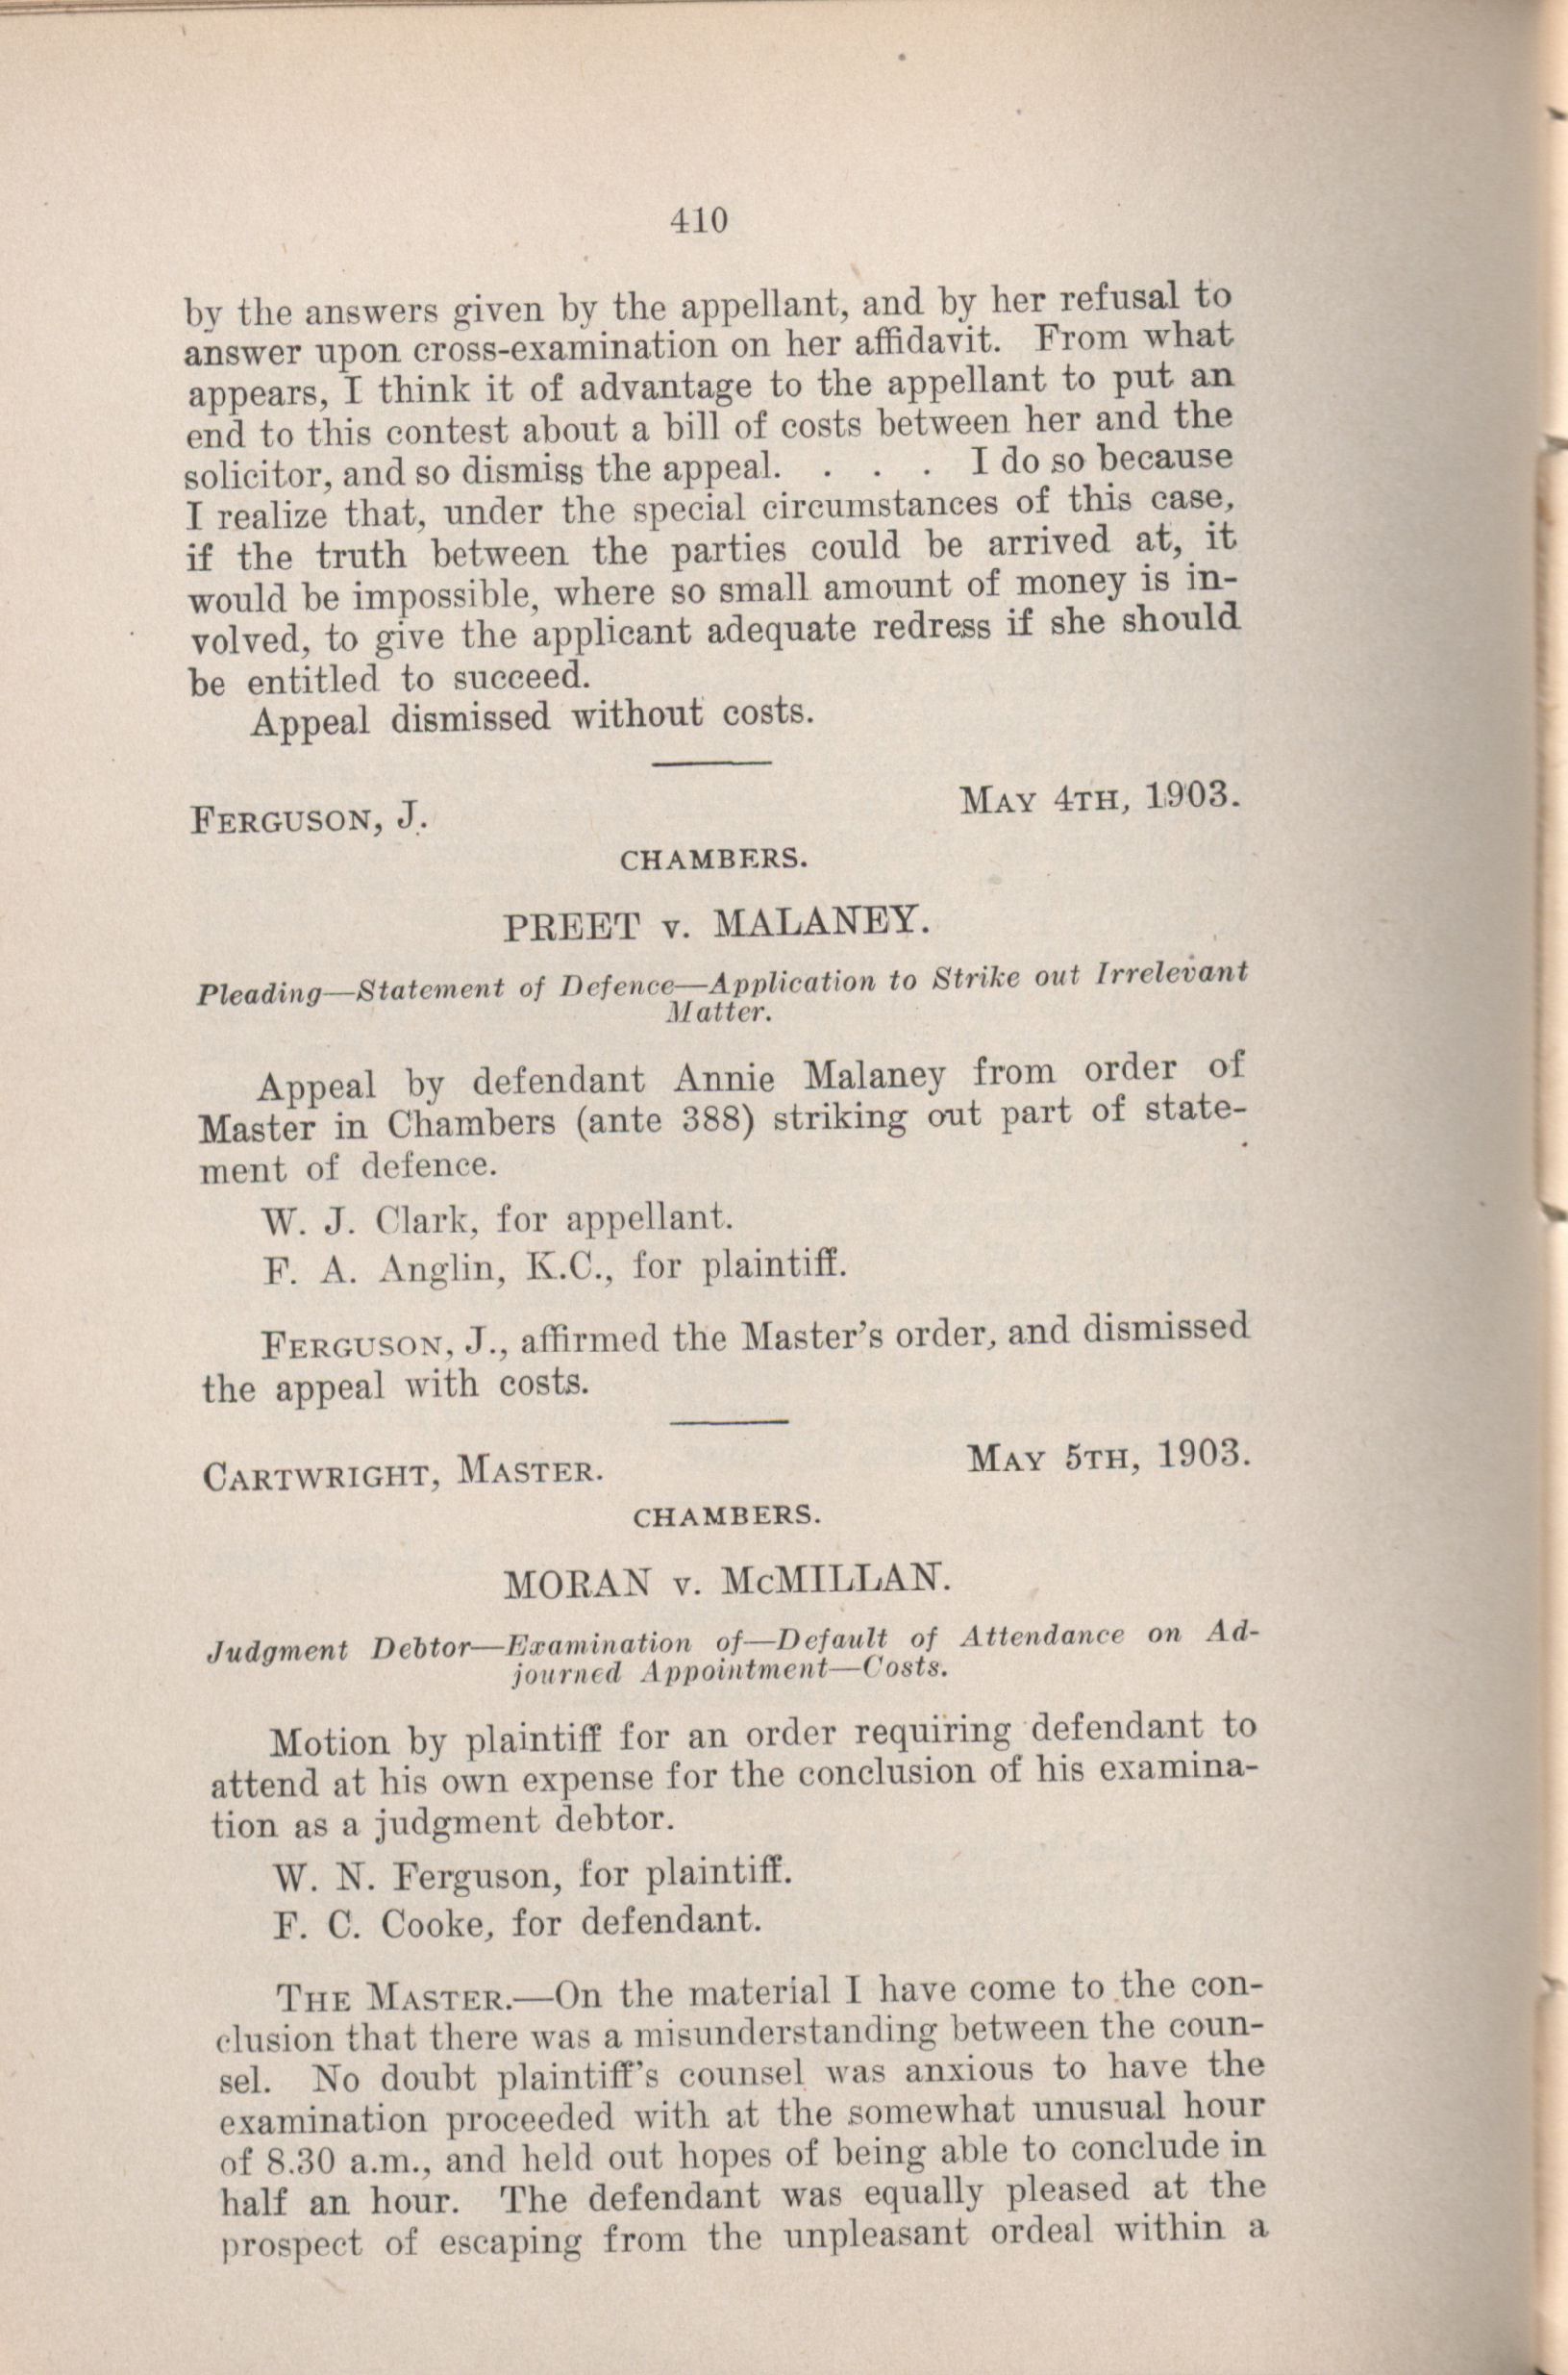 410
by the answers given by the appellant, and by her refusal to
answer upon cross-examination on her affidavit. From what
appears, I think it of advantage to the appellant to put an
end to this contest about a bill of costs between her and the
solicitor, and so dismiss the appeal. . . . I do so because
I realize that, under the special circumstances of this case,
if the truth between the parties could be arrived at, it
would be impossible, where so small amount of money is in-
volved, to give the applicant adequate redress if she should
be entitled to succeed.
Appeal dismissed without costs.
FERGUSON, J. MAY 4TH, 1903.
CHAMBERS.
PREET v. MALANEY.
Pleading—Statement of Defence—Application to Strike out Irrelevant
Matter.
Appeal by defendant Annie Malaney from order of
Master in Chambers (ante 388) striking out part of state-
ment of defence.
W. J. Clark, for appellant.
F. A. Anglin, K.C., for plaintiff.
FERGUSON, J., affirmed the Master's order, and dismissed
the appeal with costs.
CARTWRIGHT, MASTER. MAY 5TH, 1903.
CHAMBERS.
MORAN v. McMILLAN.
Judgment Debtor—Examination of—Default of Attendance on Ad-
journed Appointment—Costs.
Motion by plaintiff for an order requiring defendant to
attend at his own expense for the conclusion of his examina-
tion as a judgment debtor.
W. N. Ferguson, for plaintiff.
F. C. Cooke, for defendant.
THE MASTER.—On the material I have come to the con-
clusion that there was a misunderstanding between the coun-
sel. No doubt plaintiff's counsel was anxious to have the
examination proceeded with at the somewhat unusual hour
of 8.30 a.m., and held out hopes of being able to conclude in
half an hour. The defendant was equally pleased at the
prospect of escaping from the unpleasant ordeal within a